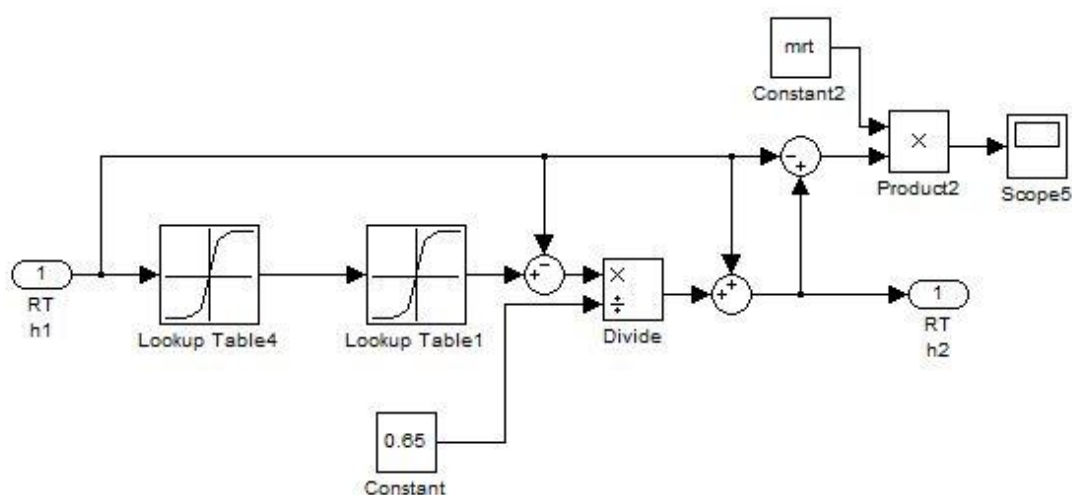 mrt
Constant2
×
Product2
Scope5
-
+
1
RT
h1
Lookup Table4
Lookup Table1
-
+
×
÷
Divide
+
+
1
RT
h2
0.65
Constant